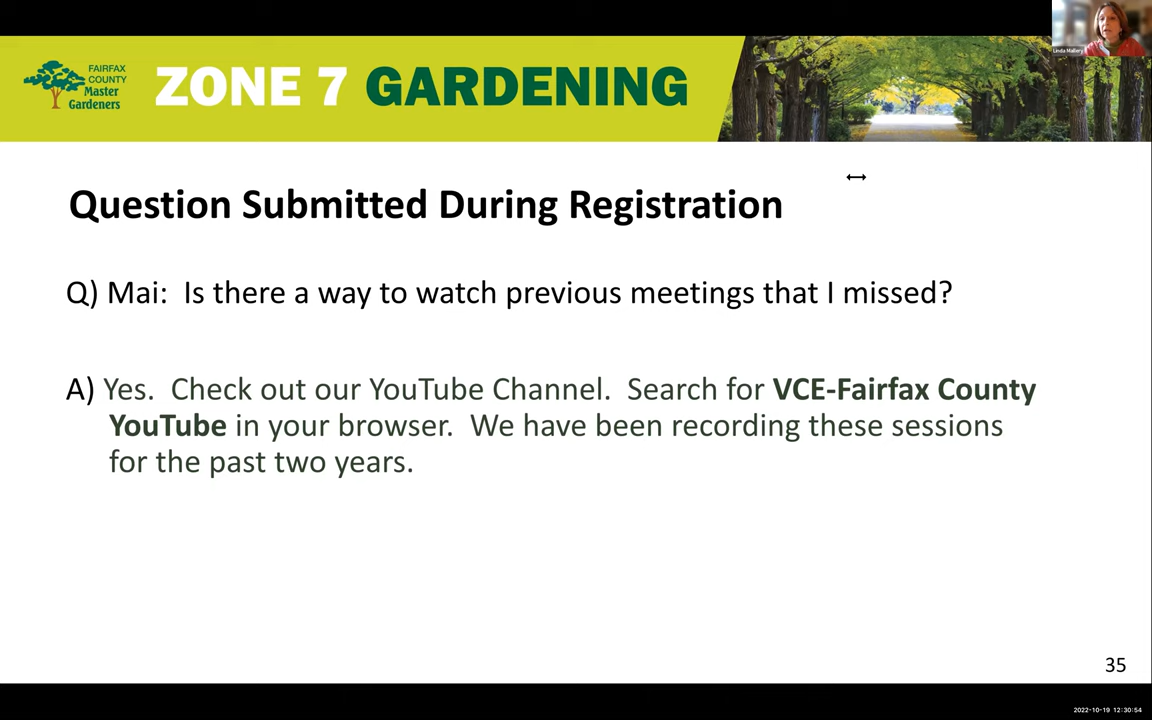 Linda Mallery
FAIRFAX
COUNTY
Master
Gardeners
ZONE 7 GARDENING
Question Submitted During Registration
Q) Mai: Is there a way to watch previous meetings that I missed?
A) Yes. Check out our YouTube Channel. Search for VCE-Fairfax County
YouTube in your browser. We have been recording these sessions
for the past two years.
35
2022-10-19 12:30:54